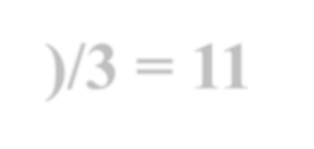 )/3 = 11